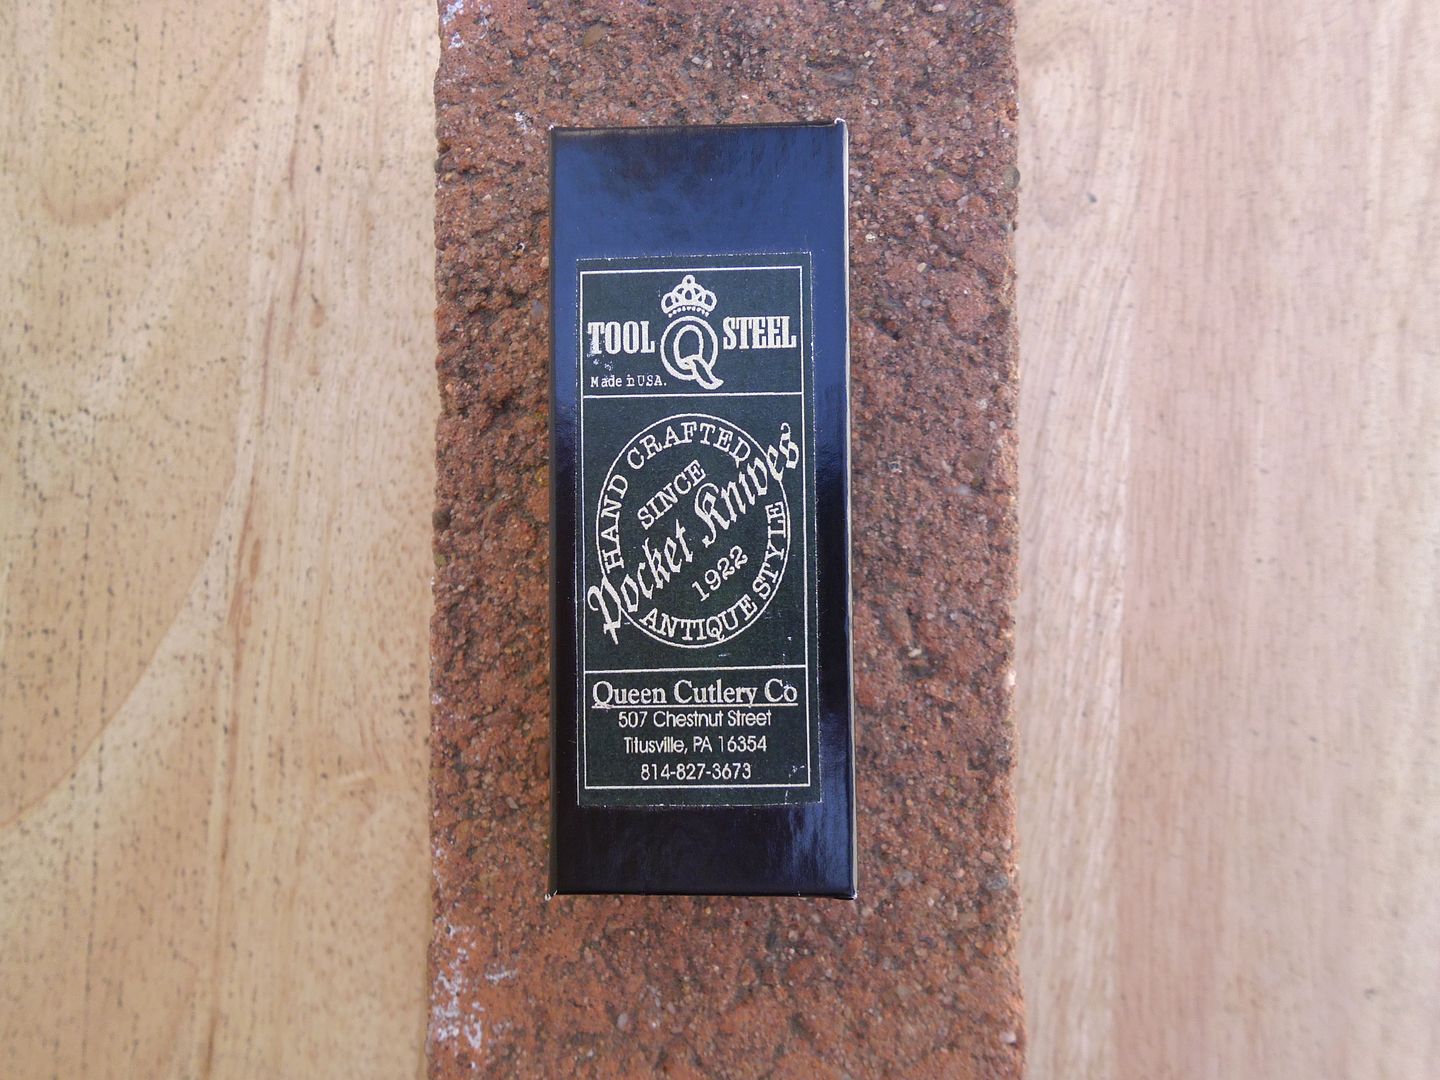 TOOL Q STEEL
Made in USA.
HAND CRAFTED
SINCE
Pocket Knives
1922
ANTIQUE STYLE
Queen Cutlery Co
507 Chestnut Street
Titusville, PA 16354
814-827-3673